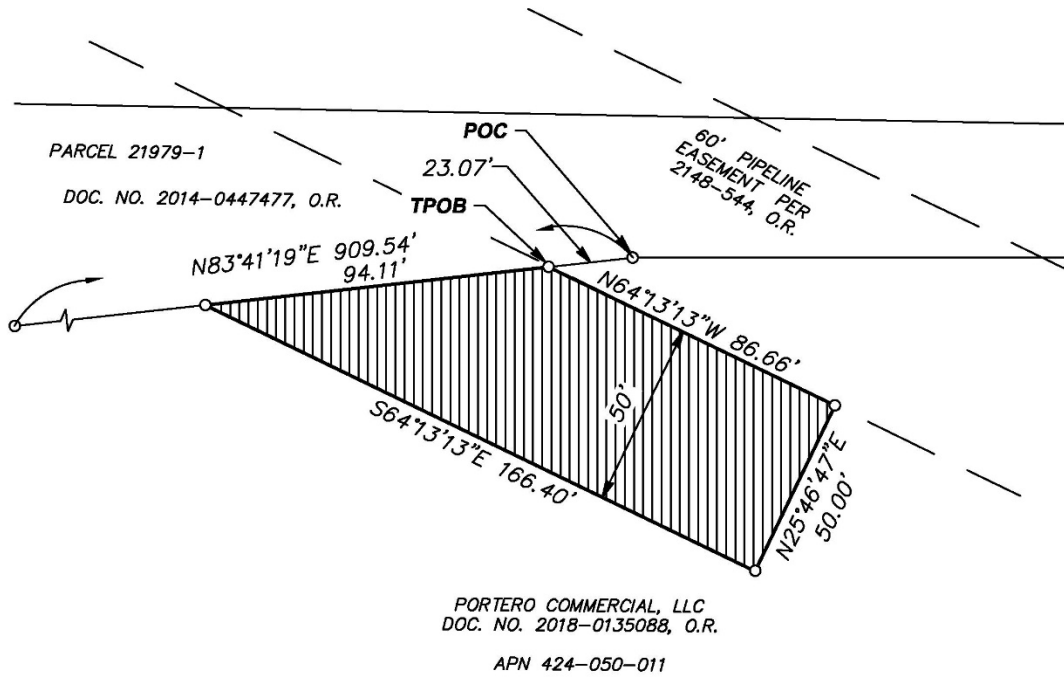 POC
23.07'
TPOB
PARCEL 21979-1
DOC. NO. 2014-0447477, O.R.
60' PIPELINE
EASEMENT PER
2148-544, O.R.
N83°41'19"E 909.54'
94.11'
N64°13'13"W 86.66'
50'
S64°13'13"E 166.40'
N25°46'47"E
50.00'
PORTERO COMMERCIAL, LLC
DOC. NO. 2018-0135088, O.R.
APN 424-050-011